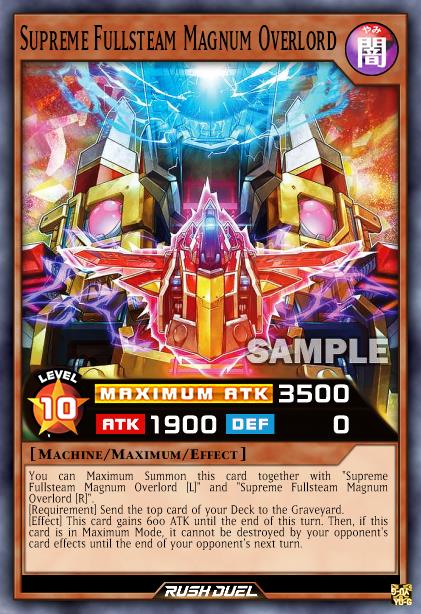 SUPREME FULLSTEAM MAGNUM OVERLORD
やみ
闇
SAMPLE
LEVEL
10
MAXIMUM ATK 3500
ATK 1900 DEF 0
[MACHINE/MAXIMUM/EFFECT]
You can Maximum Summon this card together with "Supreme
Fullsteam Magnum Overlord [L]" and "Supreme Fullsteam Magnum
Overlord [R]".
[Requirement] Send the top card of your Deck to the Graveyard.
[Effect] This card gains 600 ATK until the end of this turn. Then, if this
card is in Maximum Mode, it cannot be destroyed by your opponent's
card effects until the end of your opponent's next turn.
RUSH DUEL